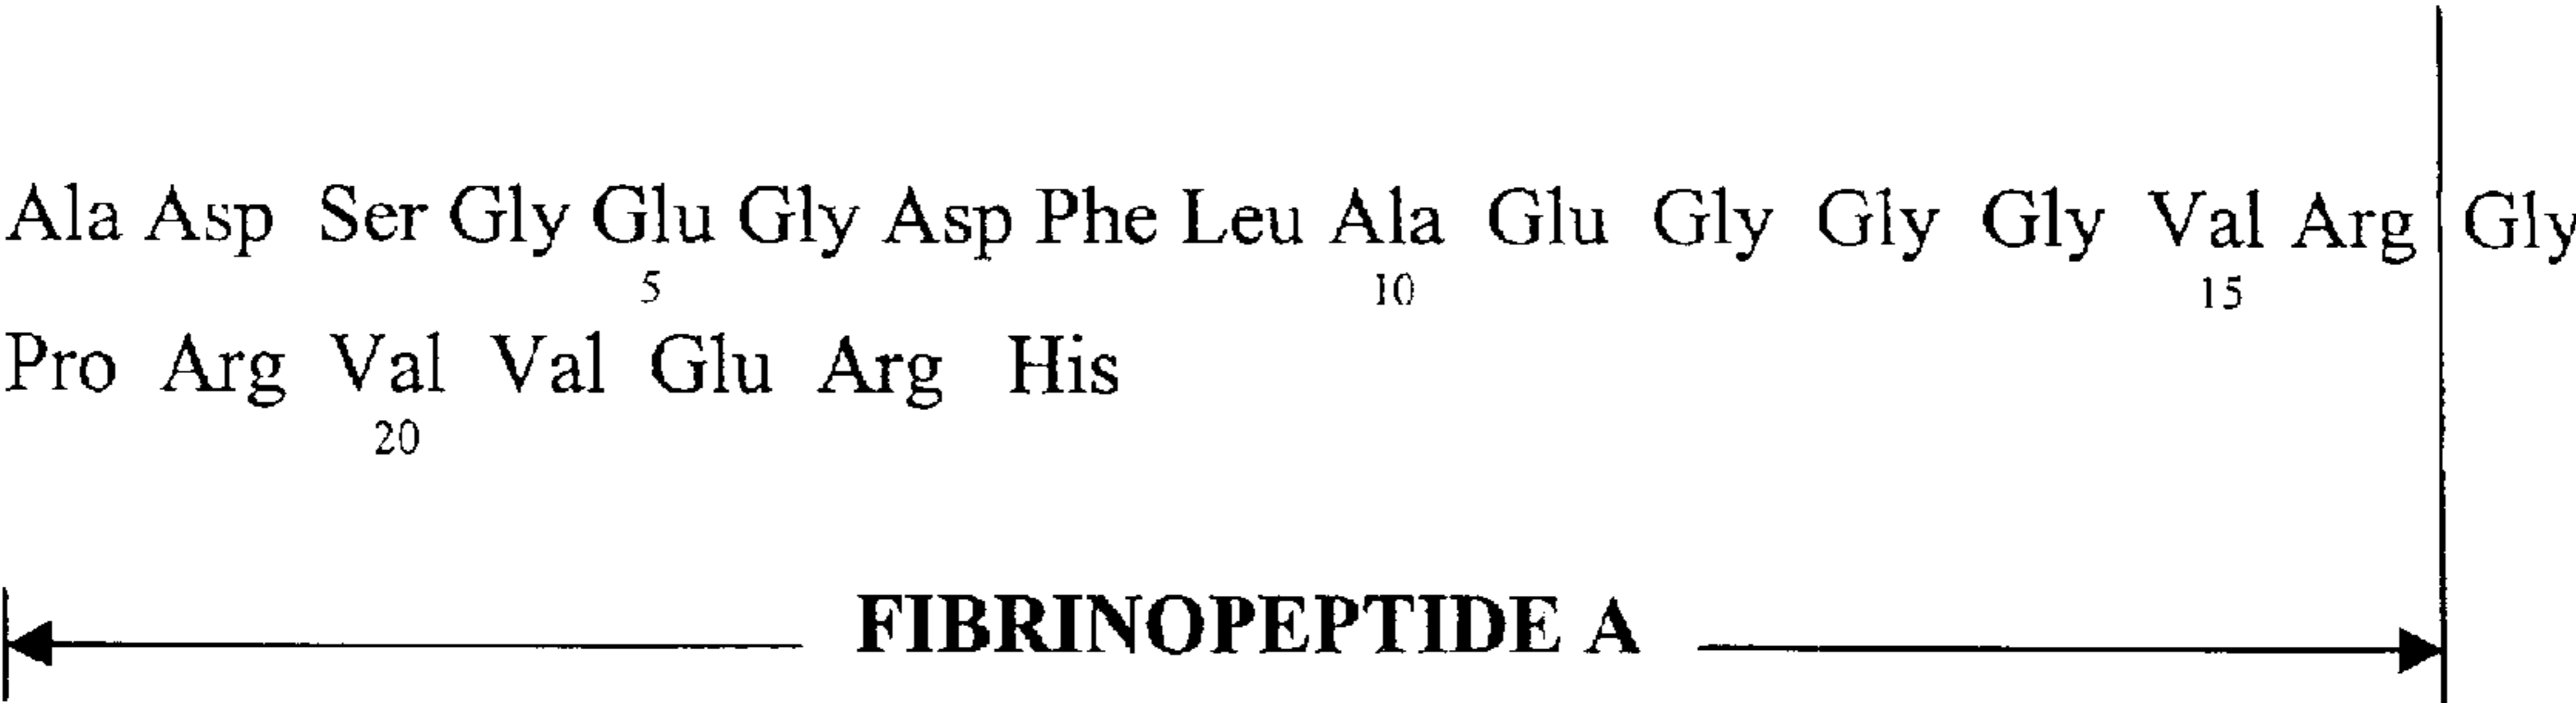 Ala Asp Ser Gly Glu Gly Asp Phe Leu Ala Glu Gly Gly Gly Val Arg Gly
5 10 15
Pro Arg Val Val Glu Arg His
20
FIBRINOPEPTIDE A